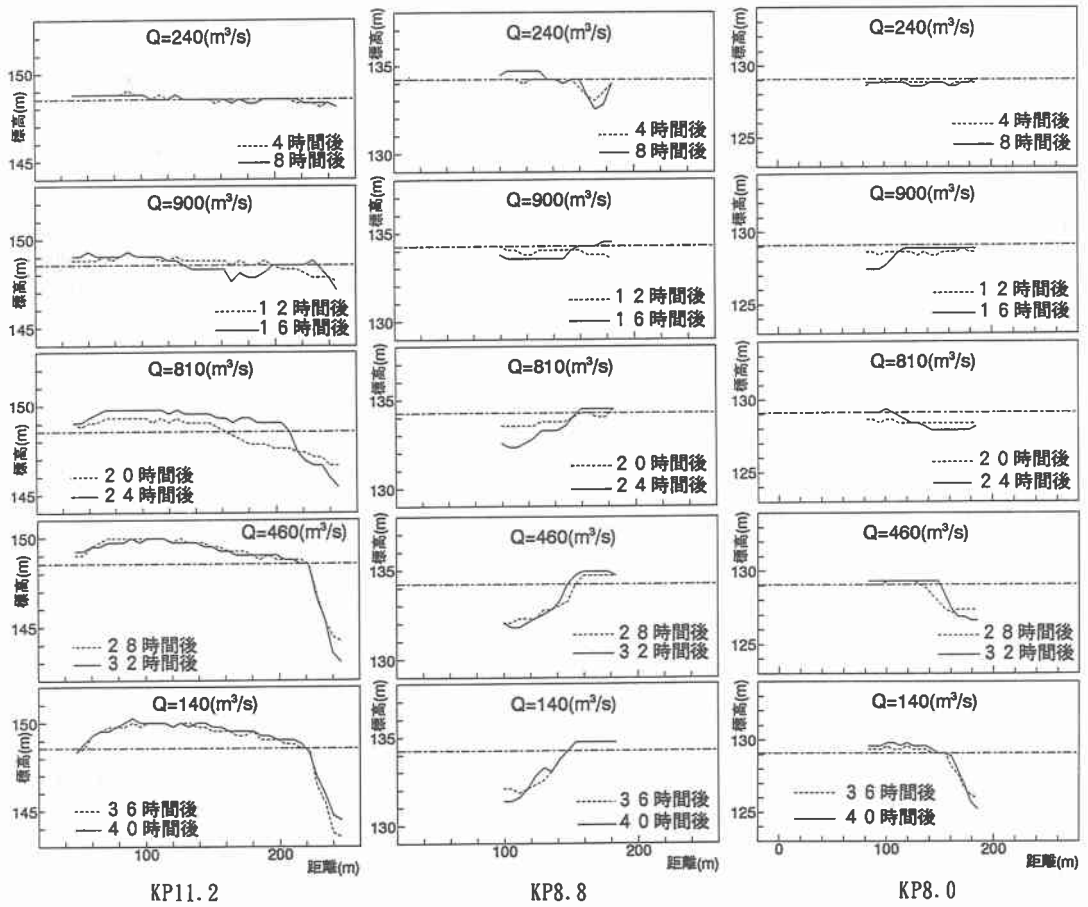 Q=240(m³/s)
標高(m)
150
145
4時間後
8時間後
Q=900(m³/s)
標高(m)
150
145
12時間後
16時間後
Q=810(m³/s)
標高(m)
150
145
20時間後
24時間後
Q=460(m³/s)
標高(m)
150
145
28時間後
32時間後
Q=140(m³/s)
標高(m)
150
145
36時間後
40時間後
100
200
距離(m)
KP11.2
Q=240(m³/s)
標高(m)
135
130
4時間後
8時間後
Q=900(m³/s)
標高(m)
135
130
12時間後
16時間後
Q=810(m³/s)
標高(m)
135
130
20時間後
24時間後
Q=460(m³/s)
標高(m)
135
130
28時間後
32時間後
Q=140(m³/s)
標高(m)
135
130
36時間後
40時間後
100
200
距離(m)
KP8.8
Q=240(m³/s)
標高(m)
130
125
4時間後
8時間後
Q=900(m³/s)
標高(m)
130
125
12時間後
16時間後
Q=810(m³/s)
標高(m)
130
125
20時間後
24時間後
Q=460(m³/s)
標高(m)
130
125
28時間後
32時間後
Q=140(m³/s)
標高(m)
130
125
36時間後
40時間後
0
100
200
距離(m)
KP8.0